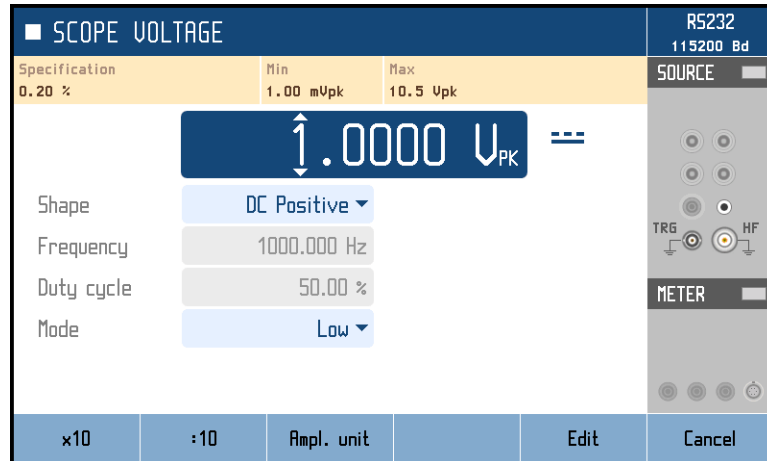 SCOPE VOLTAGE
RS232
115200 Bd
Specification Min Max
0.20 % 1.00 mVpk 10.5 Vpk
SOURCE
1.0000 VPK
Shape DC Positive
Frequency 1000.000 Hz
TRG HF
Duty cycle 50.00 %
METER
Mode Low
x10 :10 Ampl. unit Edit Cancel